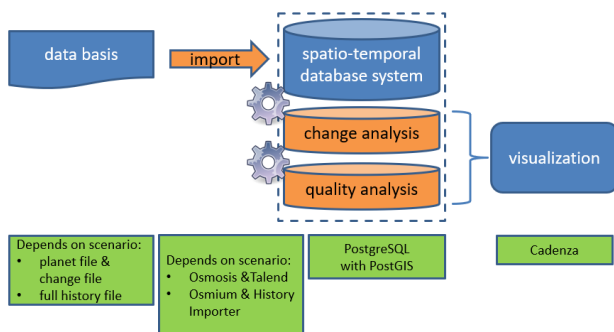 data basis
import
spatio-temporal
database system
change analysis
quality analysis
visualization
Depends on scenario:
• planet file &
change file
• full history file
Depends on scenario:
• Osmosis &Talend
• Osmium & History
Importer
PostgreSQL
with PostGIS
Cadenza